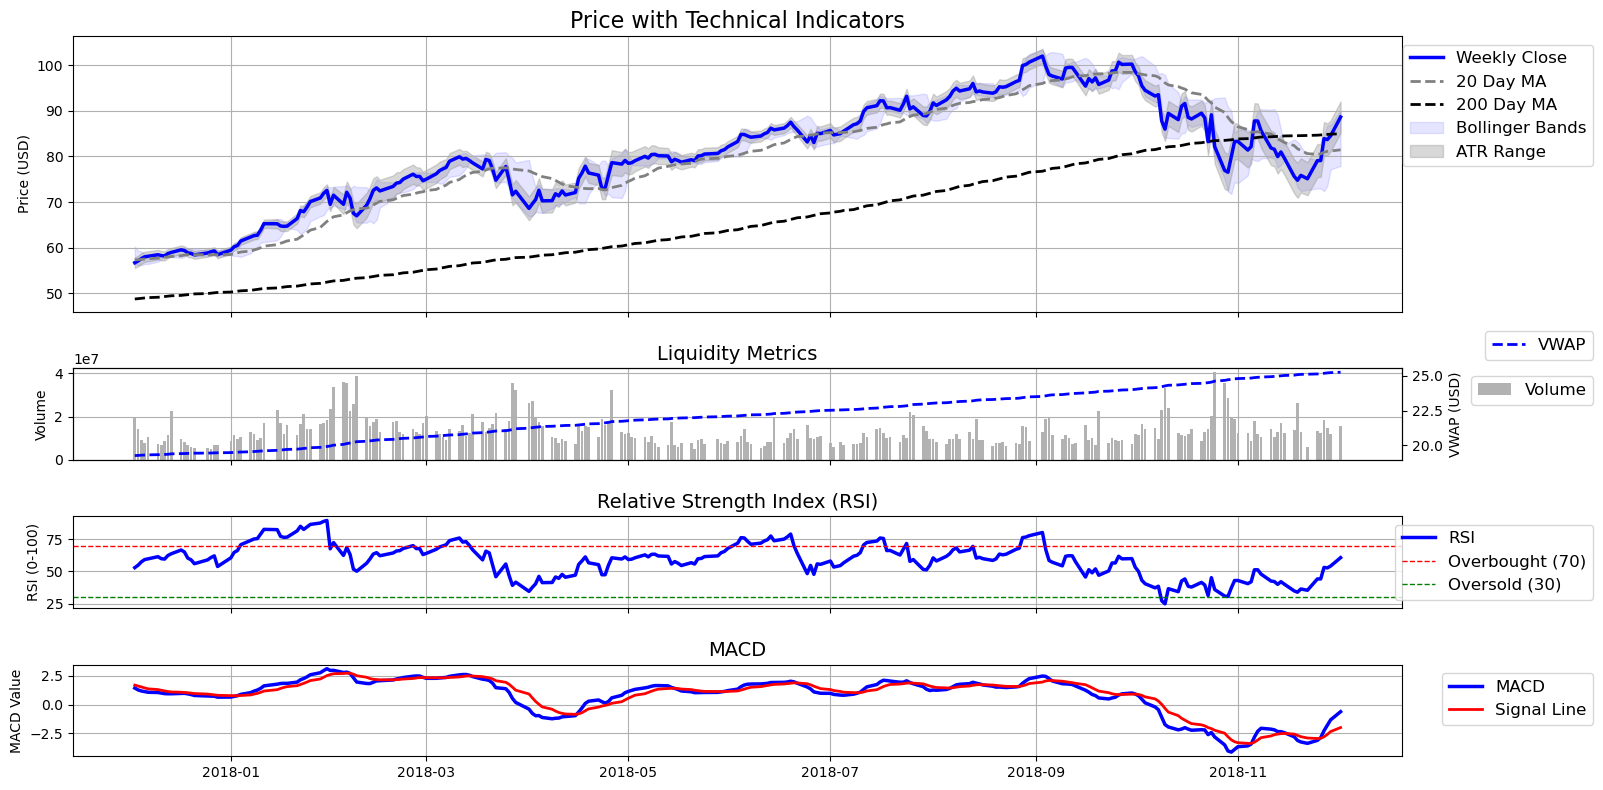 Price with Technical Indicators
Price (USD)
100
90
80
70
60
50
Weekly Close
20 Day MA
200 Day MA
Bollinger Bands
ATR Range
Liquidity Metrics
1e7
Volume
4
2
0
25.0
22.5
20.0
VWAP (USD)
VWAP
Volume
Relative Strength Index (RSI)
RSI (0-100)
75
50
25
RSI
Overbought (70)
Oversold (30)
MACD
MACD Value
2.5
0.0
−2.5
MACD
Signal Line
2018-01
2018-03
2018-05
2018-07
2018-09
2018-11